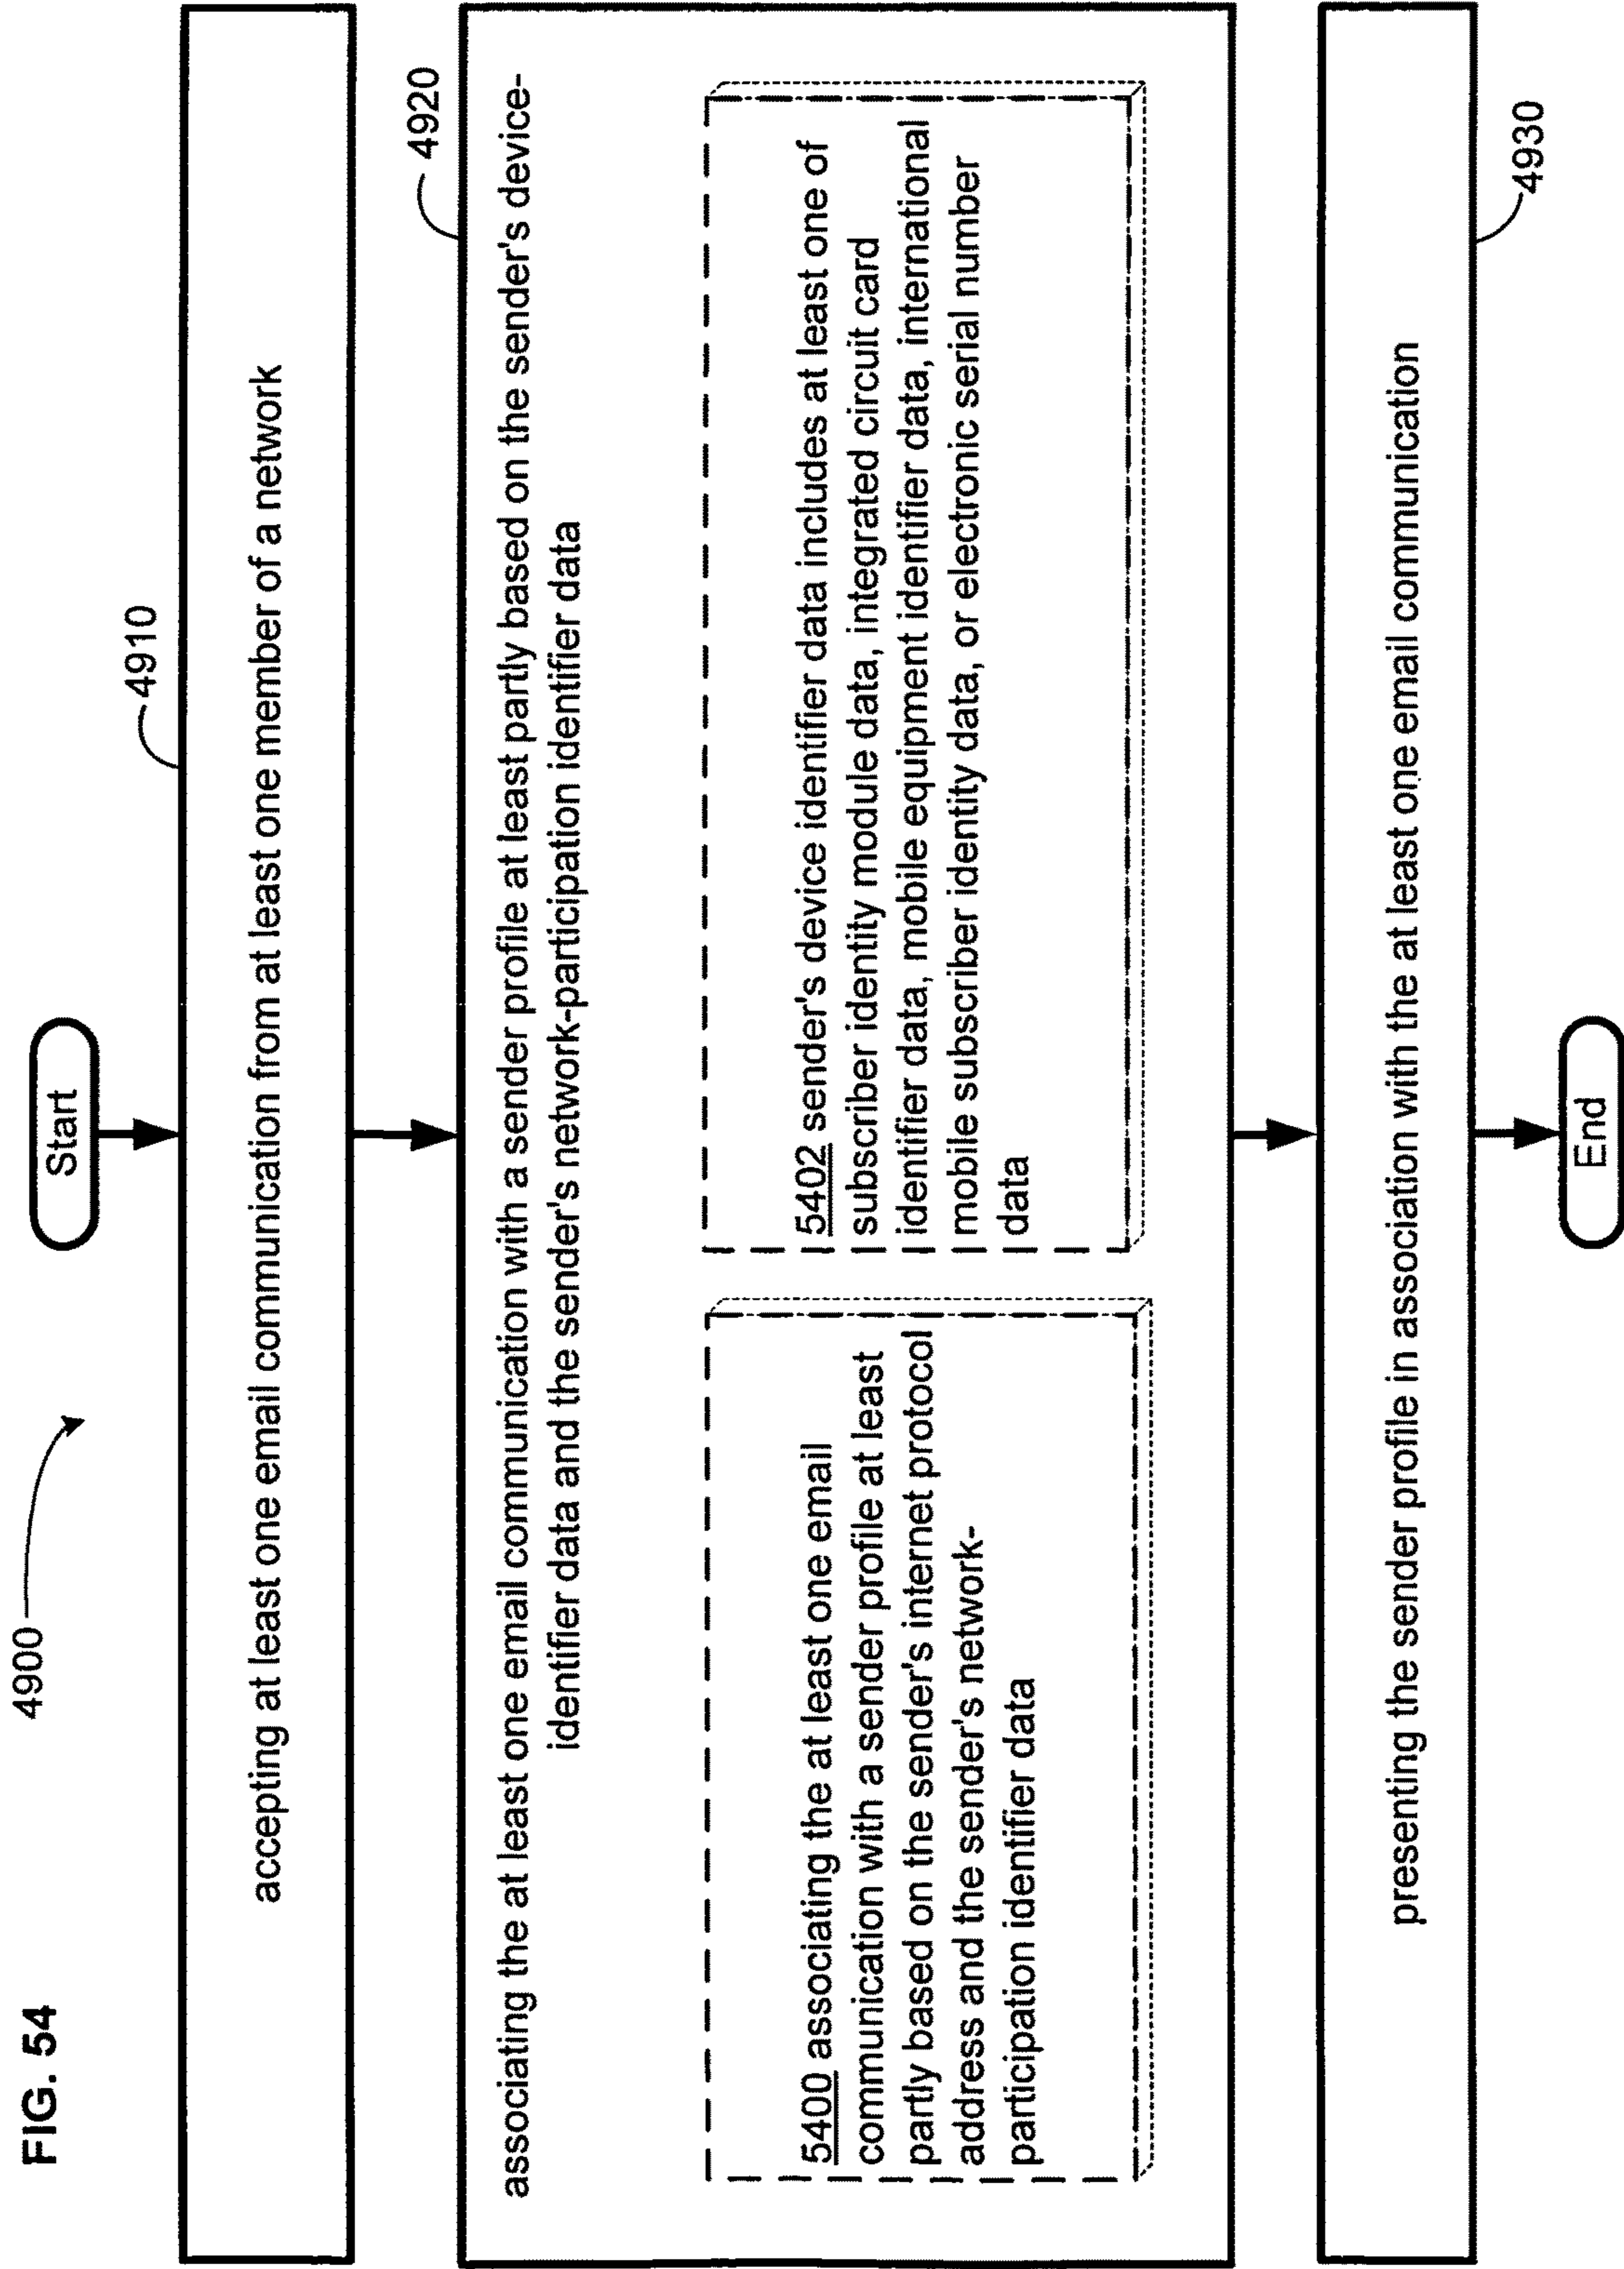 FIG. 54
4900
Start
4910
accepting at least one email communication from at least one member of a network
4920
associating the at least one email communication with a sender profile at least partly based on the sender's device-
identifier data and the sender's network-participation identifier data
5400 associating the at least one email
communication with a sender profile at least
partly based on the sender's internet protocol
address and the sender's network-
participation identifier data
5402 sender's device identifier data includes at least one of
subscriber identity module data, integrated circuit card
identifier data, mobile equipment identifier data, international
mobile subscriber identity data, or electronic serial number
data
presenting the sender profile in association with the at least one email communication
4930
End